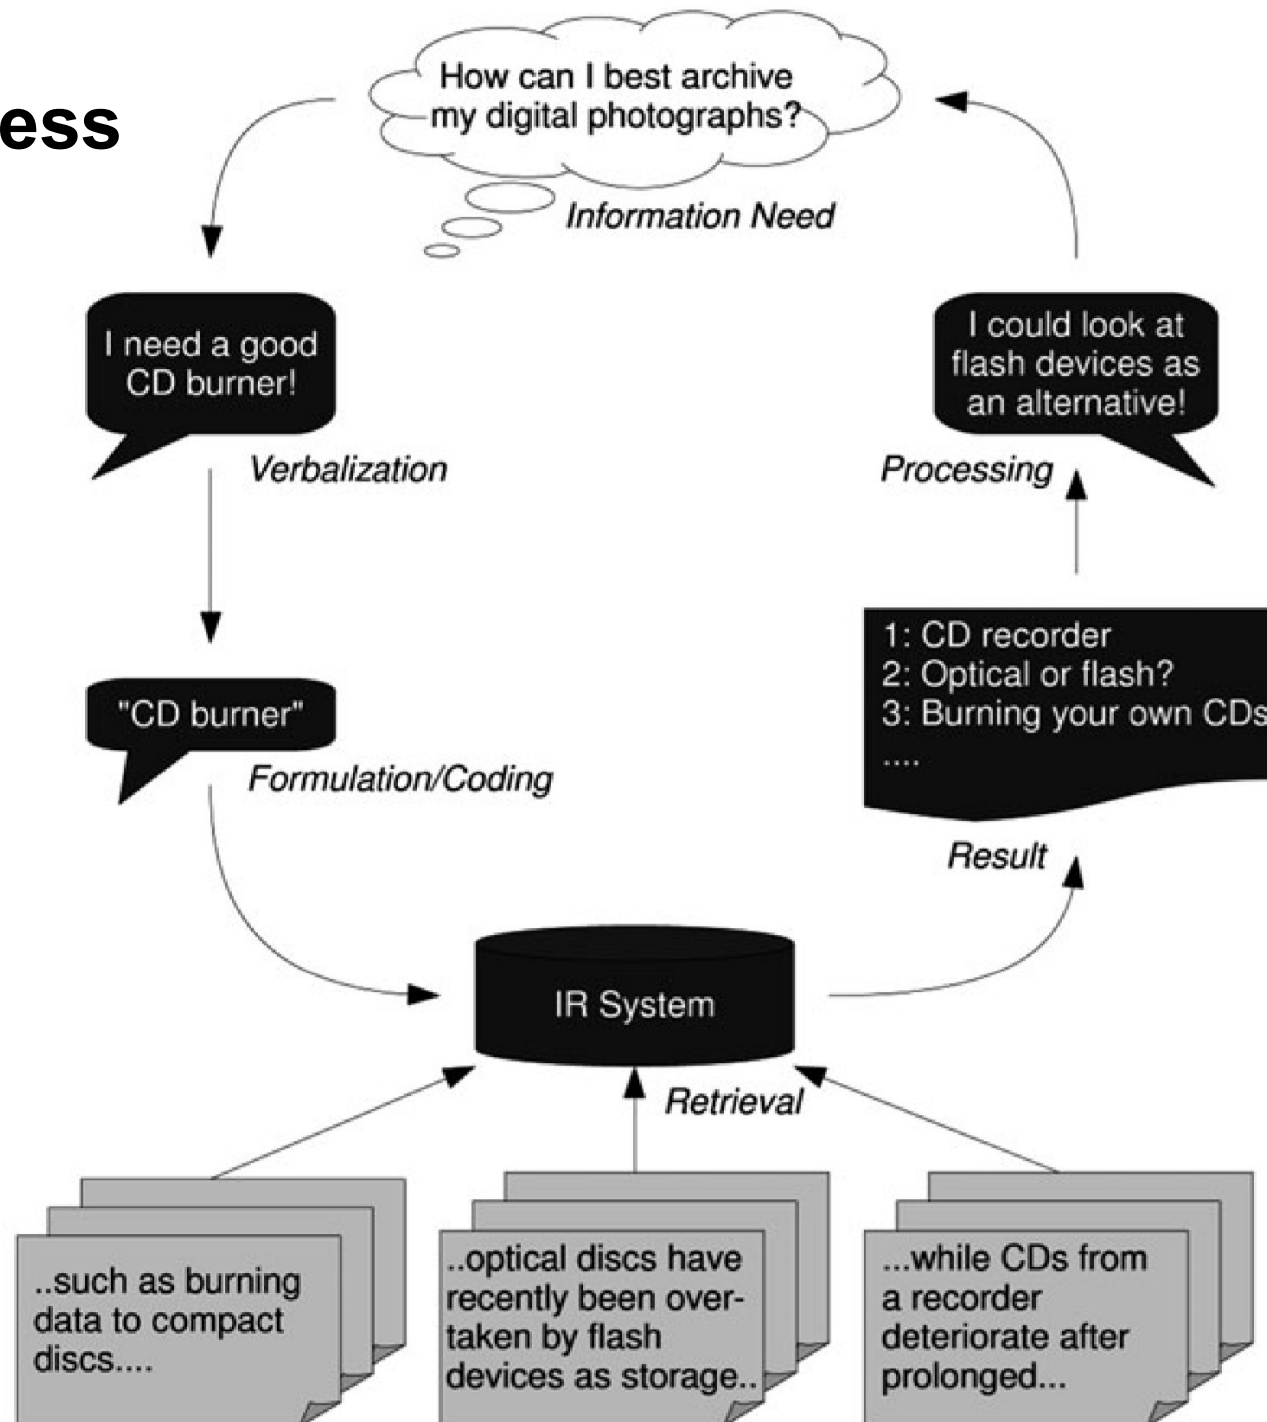 ess
How can I best archive
my digital photographs?
Information Need
I need a good
CD burner!
Verbalization
I could look at
flash devices as
an alternative!
Processing
"CD burner"
Formulation/Coding
1: CD recorder
2: Optical or flash?
3: Burning your own CDs
....
Result
IR System
Retrieval
..such as burning
data to compact
discs....
..optical discs have
recently been over-
taken by flash
devices as storage..
...while CDs from
a recorder
deteriorate after
prolonged...